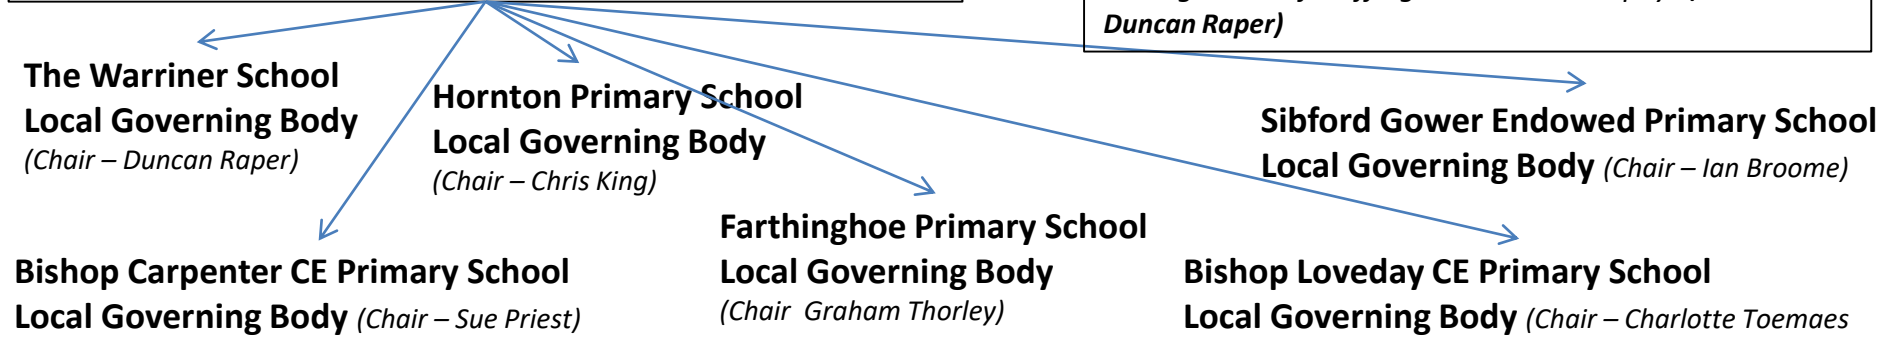 Duncan Raper)
The Warriner School
Local Governing Body
(Chair – Duncan Raper)
Hornton Primary School
Local Governing Body
(Chair – Chris King)
Sibford Gower Endowed Primary School
Local Governing Body (Chair – Ian Broome)
Bishop Carpenter CE Primary School
Local Governing Body (Chair – Sue Priest)
Farthinghoe Primary School
Local Governing Body
(Chair  Graham Thorley)
Bishop Loveday CE Primary School
Local Governing Body (Chair – Charlotte Toemaes